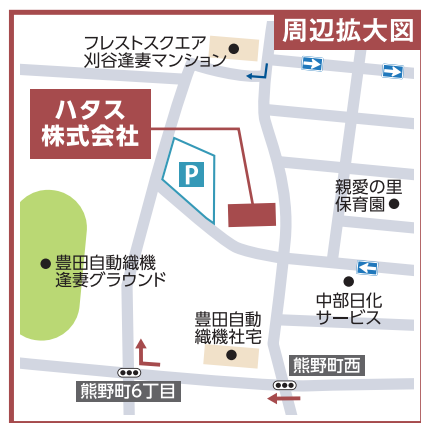 周辺拡大図
フレストスクエア
刈谷逢妻マンション
ハタス
株式会社
P
親愛の里
保育園
豊田自動織機
逢妻グラウンド
中部日化
サービス
豊田自動
織機社宅
熊野町西
熊野町6丁目